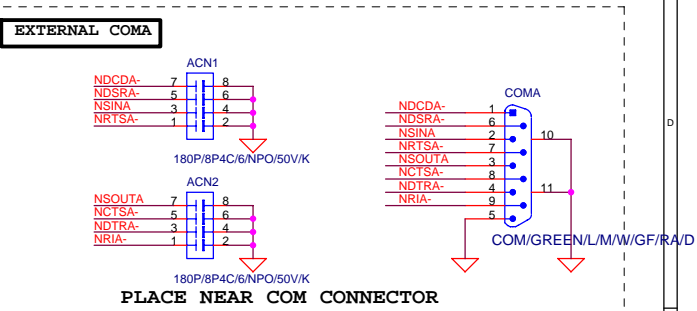 EXTERNAL COMA
ACN1
NDCDA- 7 8
NDSRA- 5 6
NSINA 3 4
NRTSA- 1 2
180P/8P4C/6/NPO/50V/K
ACN2
NSOUTA 7 8
NCTSA- 5 6
NDTRA- 3 4
NRIA- 1 2
180P/8P4C/6/NPO/50V/K
PLACE NEAR COM CONNECTOR
COMA
NDCDA- 1
NDSRA- 6
NSINA 2 10
NRTSA- 7
NSOUTA 3
NCTSA- 8
NDTRA- 4 11
NRIA- 9
5
COM/GREEN/L/M/W/GF/RA/D
D